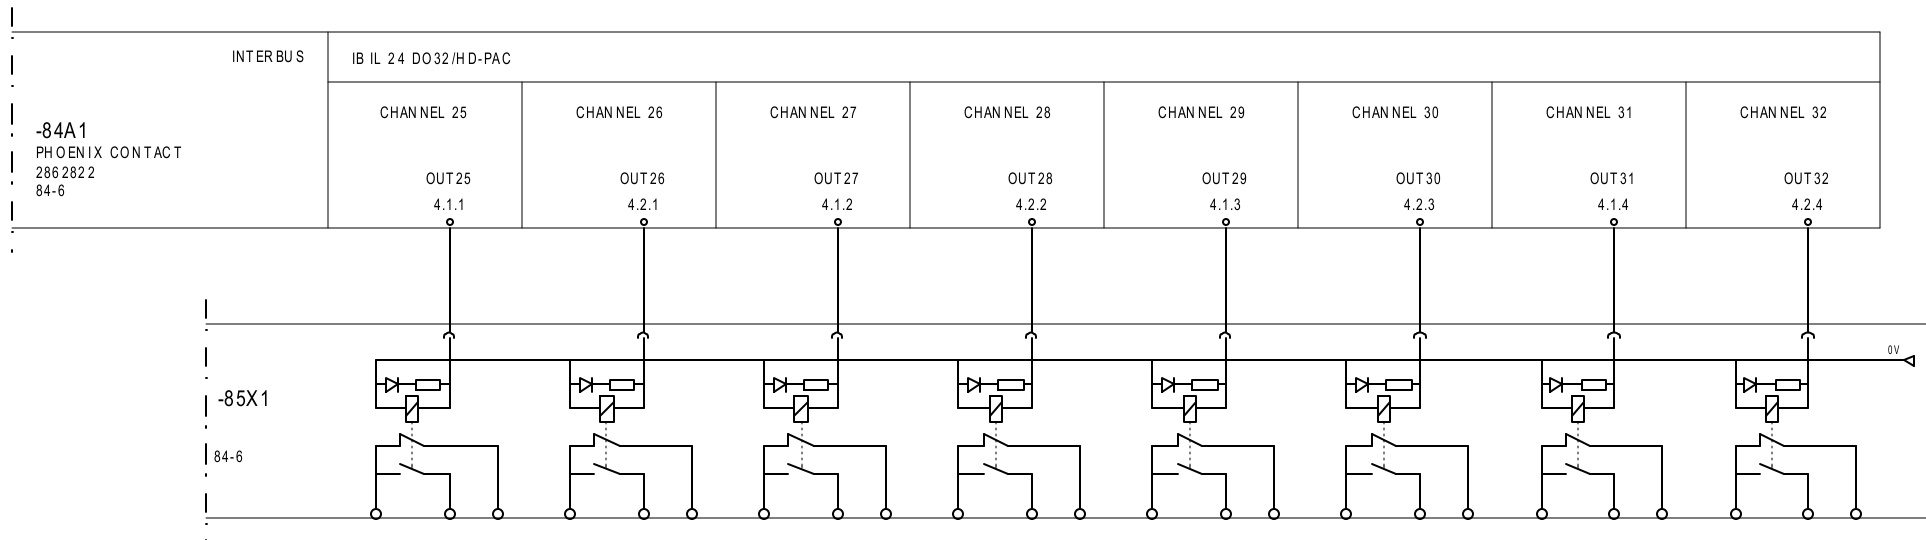 INTERBUS
IB IL 24 DO32/HD-PAC
-84A1
PHOENIX CONTACT
2862822
84-6
CHANNEL 25
OUT25
4.1.1
CHANNEL 26
OUT26
4.2.1
CHANNEL 27
OUT27
4.1.2
CHANNEL 28
OUT28
4.2.2
CHANNEL 29
OUT29
4.1.3
CHANNEL 30
OUT30
4.2.3
CHANNEL 31
OUT31
4.1.4
CHANNEL 32
OUT32
4.2.4
0V
-85X1
84-6